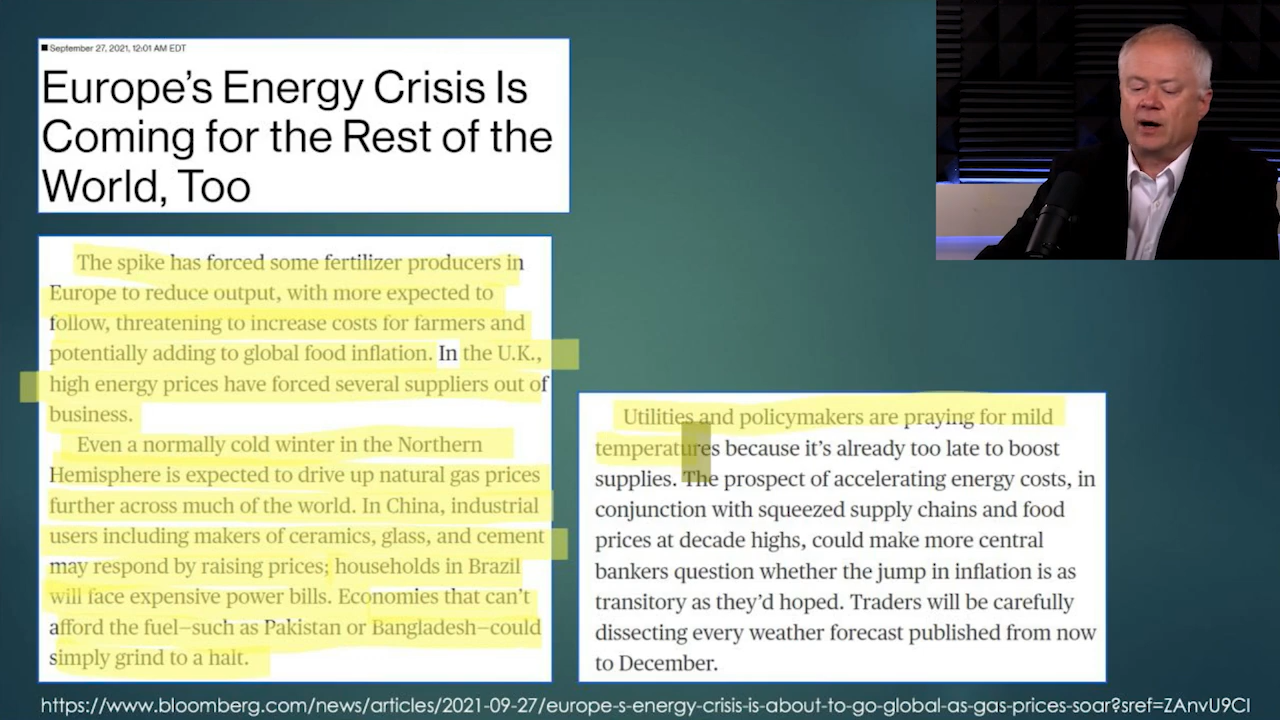 September 27, 2021, 12:01 AM EDT
Europe's Energy Crisis Is
Coming for the Rest of the
World, Too
The spike has forced some fertilizer producers in
Europe to reduce output, with more expected to
follow, threatening to increase costs for farmers and
potentially adding to global food inflation. In the U.K.,
high energy prices have forced several suppliers out of
business.
Even a normally cold winter in the Northern
Hemisphere is expected to drive up natural gas prices
further across much of the world. In China, industrial
users including makers of ceramics, glass, and cement
may respond by raising prices; households in Brazil
will face expensive power bills. Economies that can't
afford the fuel—such as Pakistan or Bangladesh—could
simply grind to a halt.
Utilities and policymakers are praying for mild
temperatures because it's already too late to boost
supplies. The prospect of accelerating energy costs, in
conjunction with squeezed supply chains and food
prices at decade highs, could make more central
bankers question whether the jump in inflation is as
transitory as they'd hoped. Traders will be carefully
dissecting every weather forecast published from now
to December.
https://www.bloomberg.com/news/articles/2021-09-27/europe-s-energy-crisis-is-about-to-go-global-as-gas-prices-soar?sref=ZAnvU9CI